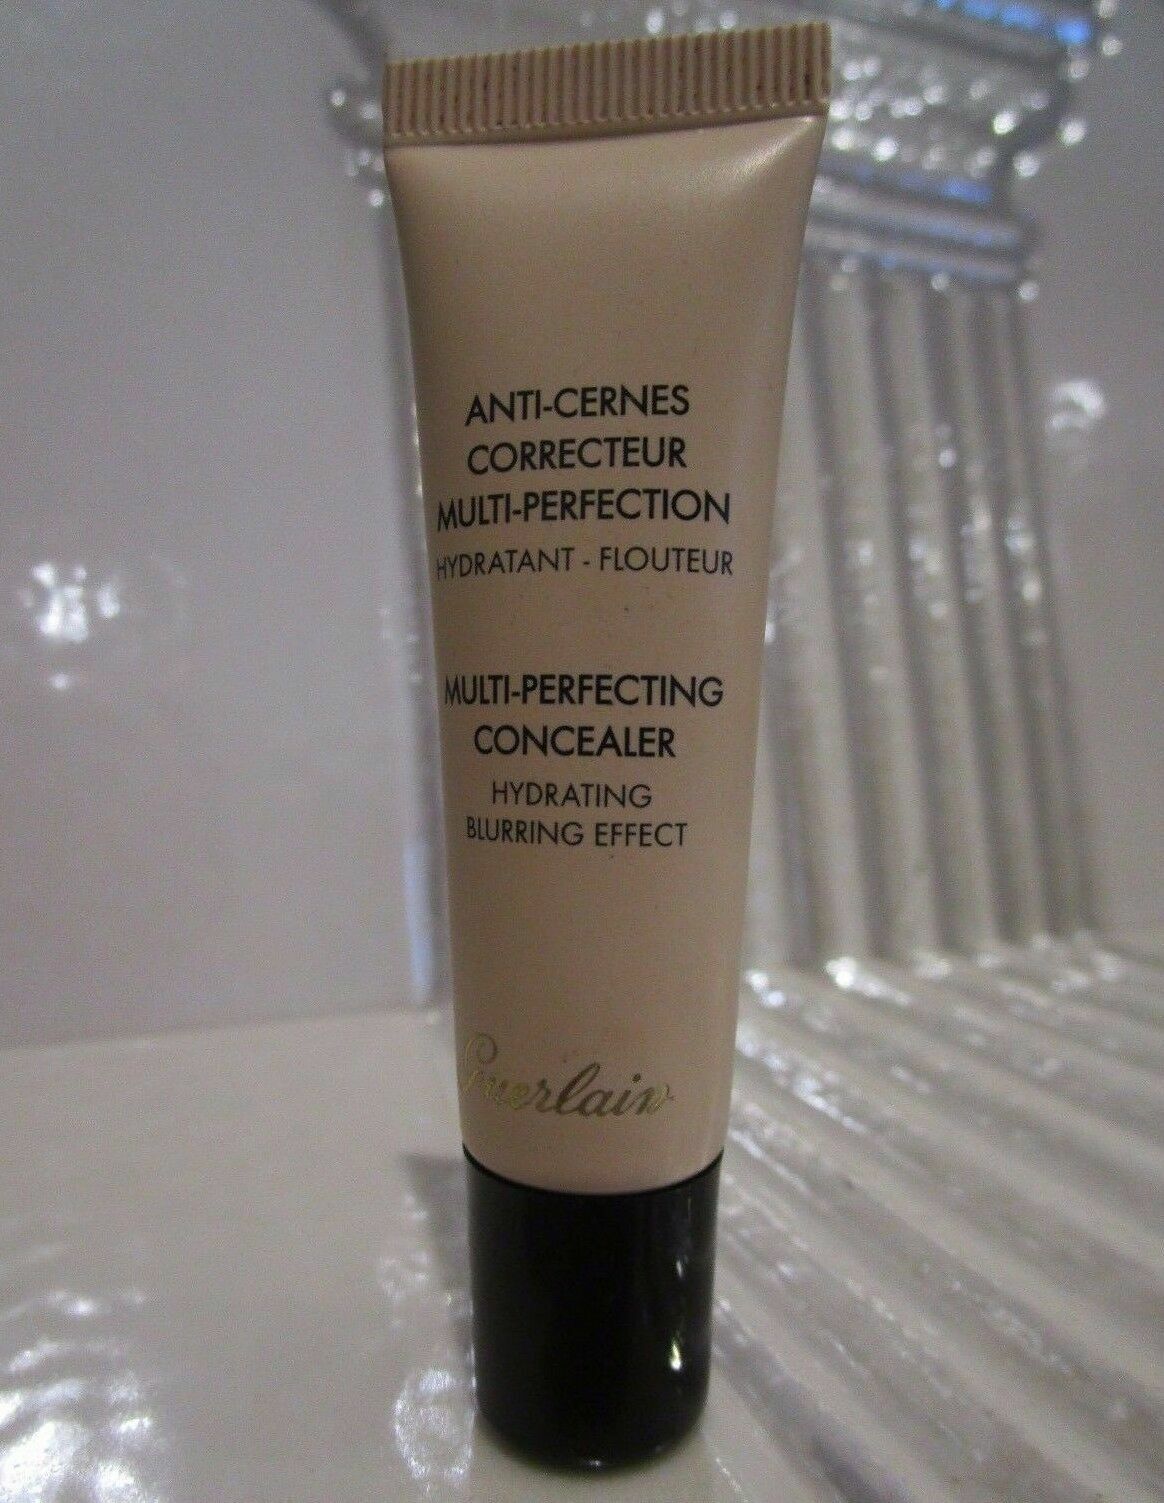 ANTI-CERNES
CORRECTEUR
MULTI-PERFECTION
HYDRATANT - FLOUTEUR
MULTI-PERFECTING
CONCEALER
HYDRATING
BLURRING EFFECT
Guerlain